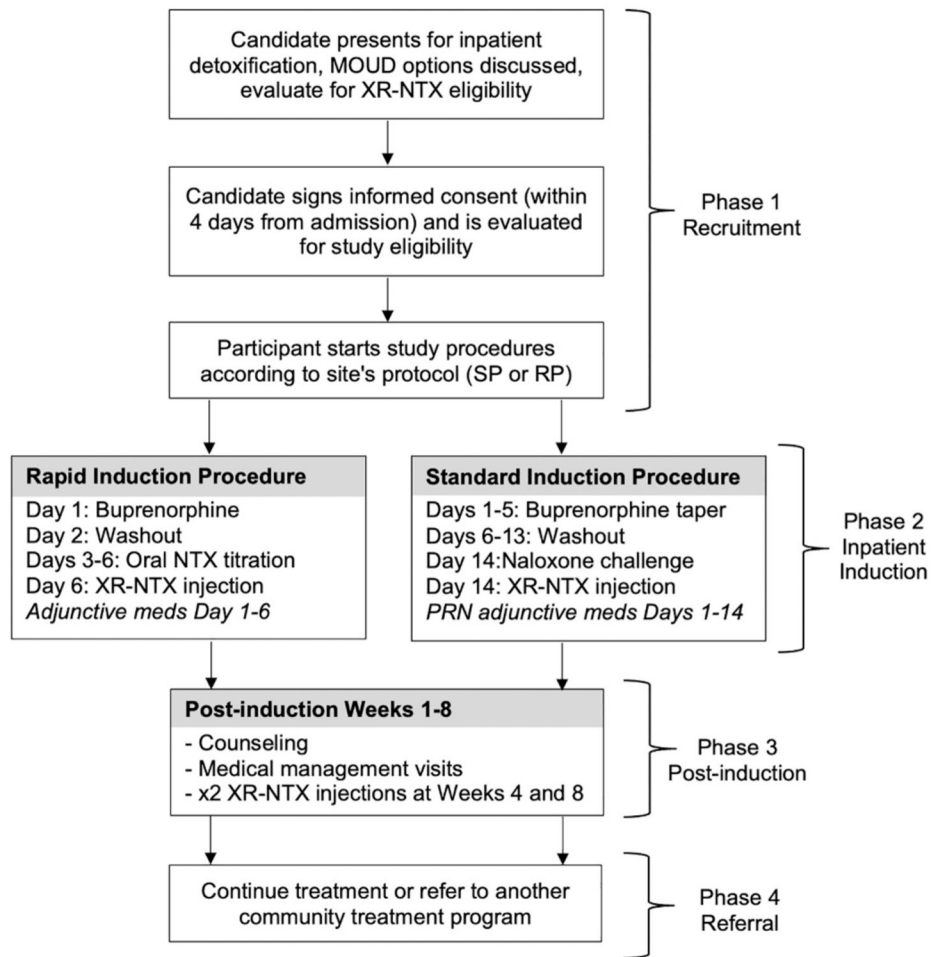 Candidate presents for inpatient
detoxification, MOUD options discussed,
evaluate for XR-NTX eligibility
Candidate signs informed consent (within
4 days from admission) and is evaluated
for study eligibility
Participant starts study procedures
according to site's protocol (SP or RP)
Phase 1
Recruitment
Rapid Induction Procedure
Day 1: Buprenorphine
Day 2: Washout
Days 3-6: Oral NTX titration
Day 6: XR-NTX injection
Adjunctive meds Day 1-6
Standard Induction Procedure
Days 1-5: Buprenorphine taper
Days 6-13: Washout
Day 14:Naloxone challenge
Day 14: XR-NTX injection
PRN adjunctive meds Days 1-14
Phase 2
Inpatient
Induction
Post-induction Weeks 1-8
- Counseling
- Medical management visits
- x2 XR-NTX injections at Weeks 4 and 8
Phase 3
Post-induction
Continue treatment or refer to another
community treatment program
Phase 4
Referral